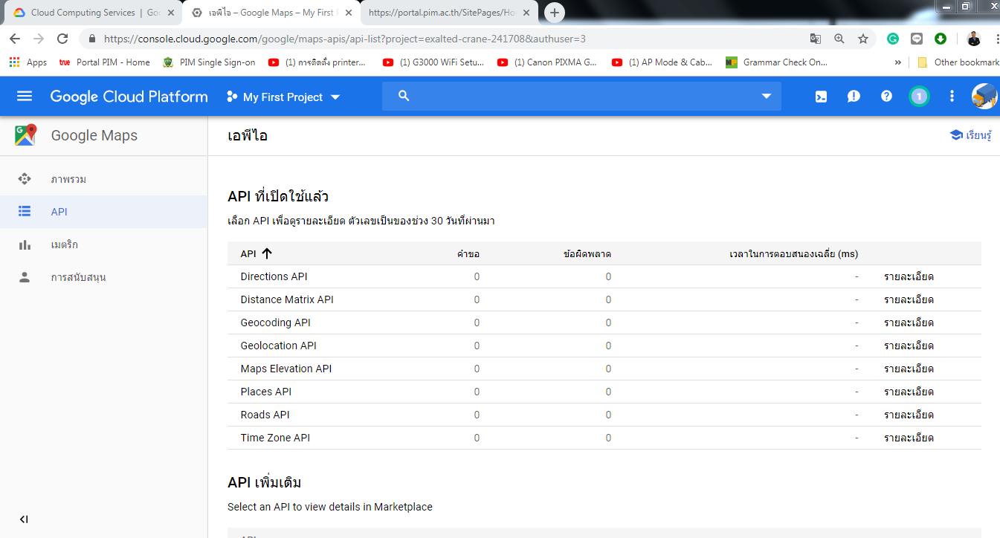 Cloud Computing Services | Goo
เอพีไอ – Google Maps – My First P
https://portal.pim.ac.th/SitePages/Ho
https://console.cloud.google.com/google/maps-apis/api-list?project=exalted-crane-241708&authuser=3
Apps
true Portal PIM - Home
PIM Single Sign-on
(1) การติดตั้ง printer...
(1) G3000 WiFi Setu...
(1) Canon PIXMA G...
(1) AP Mode & Cab...
Grammar Check On...
»
Other bookmark
Google Cloud Platform
My First Project
1
Google Maps
เอพีไอ
เรียนรู้
ภาพรวม
API
เมตริก
การสนับสนุน
API ที่เปิดใช้แล้ว
เลือก API เพื่อดูรายละเอียด ตัวเลขเป็นของช่วง 30 วันที่ผ่านมา
API คำขอ ข้อผิดพลาด เวลาในการตอบสนองเฉลี่ย (ms)
Directions API 0 0 - รายละเอียด
Distance Matrix API 0 0 - รายละเอียด
Geocoding API 0 0 - รายละเอียด
Geolocation API 0 0 - รายละเอียด
Maps Elevation API 0 0 - รายละเอียด
Places API 0 0 - รายละเอียด
Roads API 0 0 - รายละเอียด
Time Zone API 0 0 - รายละเอียด
API เพิ่มเติม
Select an API to view details in Marketplace
API